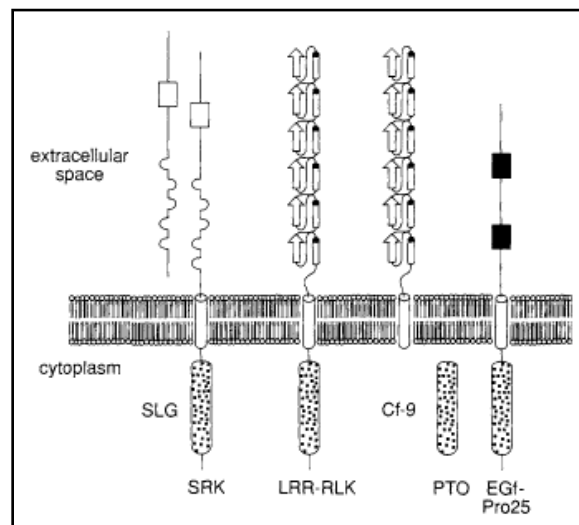 extracellular
space
cytoplasm
SLG
Cf-9
SRK
LRR-RLK
PTO
EGf-
Pro25